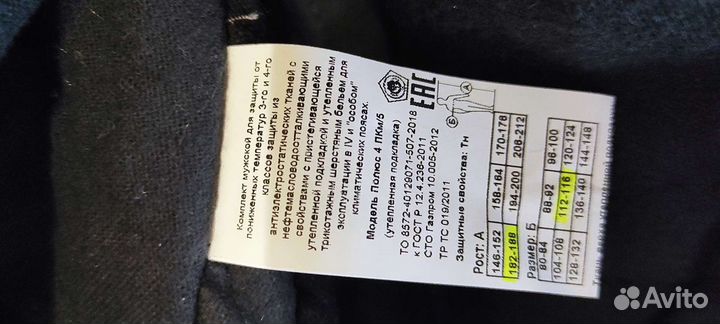 Комплект мужской для защиты от
пониженных температур 3-го и 4-го
классов защиты из
антиэлектростатических тканей с
нефтемасловодоотталкивающими
свойствами с пристегивающейся
утепленной подкладкой и утепленным
трикотажным шерстяным бельем для
эксплуатации в IV и "особом"
климатических поясах.
Модель Полюс 4 ПКм/5
(утепленная подкладка)
ТО 8572-40129071-507-2018
к ГОСТ Р 12.4.236-2011
СТО Газпром 10.005-2012
ТР ТС 019/2011
Защитные свойства: Тн
ЕАС
А
Б
Рост: А
146-152 158-164 170-176
182-188 194-200 206-212
Размер: Б
80-84 88-92 96-100
104-108 112-116 120-124
128-132 136-140 144-148
Avito